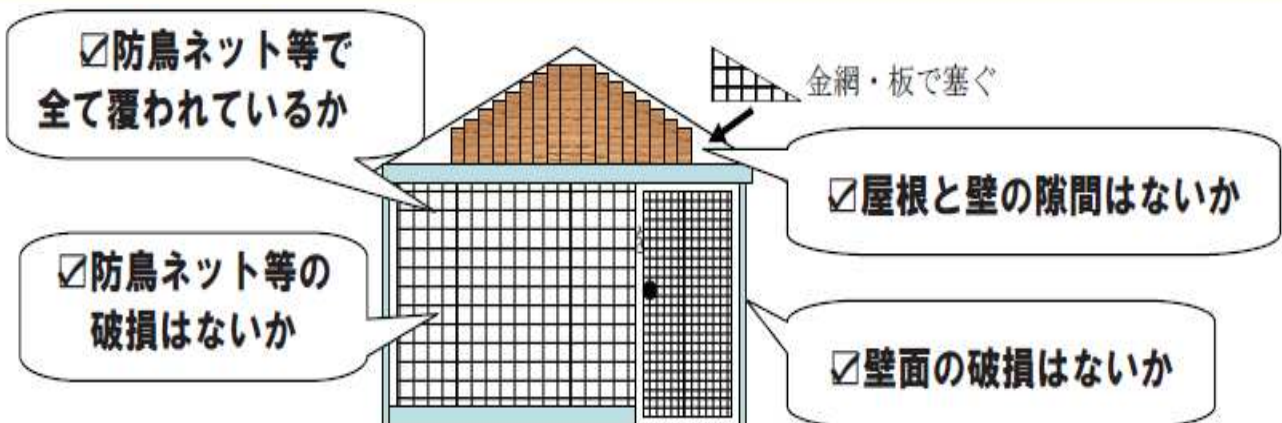 ☑防鳥ネット等で
全て覆われているか
金網・板で塞ぐ
☑屋根と壁の隙間はないか
☑防鳥ネット等の
破損はないか
☑壁面の破損はないか